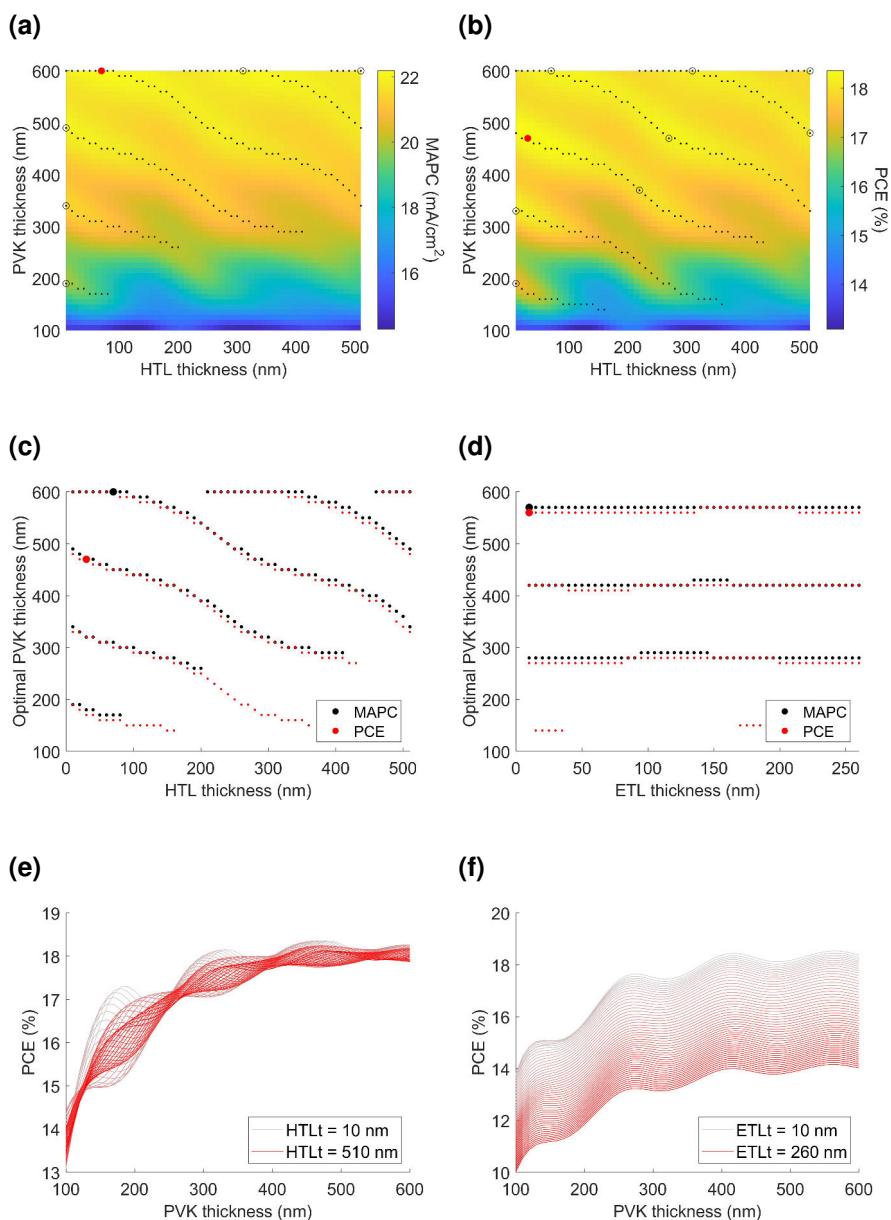 (a)
600
500
400
300
200
100
PVK thickness (nm)
100 200 300 400 500
HTL thickness (nm)
22
20
18
16
MAPC (mA/cm²)
(b)
600
500
400
300
200
100
PVK thickness (nm)
100 200 300 400 500
HTL thickness (nm)
18
17
16
15
14
PCE (%)
(c)
600
500
400
300
200
100
Optimal PVK thickness (nm)
MAPC
PCE
0 100 200 300 400 500
HTL thickness (nm)
(d)
600
500
400
300
200
100
Optimal PVK thickness (nm)
MAPC
PCE
0 50 100 150 200 250
ETL thickness (nm)
(e)
19
18
17
16
15
14
13
PCE (%)
HTLt = 10 nm
HTLt = 510 nm
100 200 300 400 500 600
PVK thickness (nm)
(f)
20
18
16
14
12
10
PCE (%)
ETLt = 10 nm
ETLt = 260 nm
100 200 300 400 500 600
PVK thickness (nm)